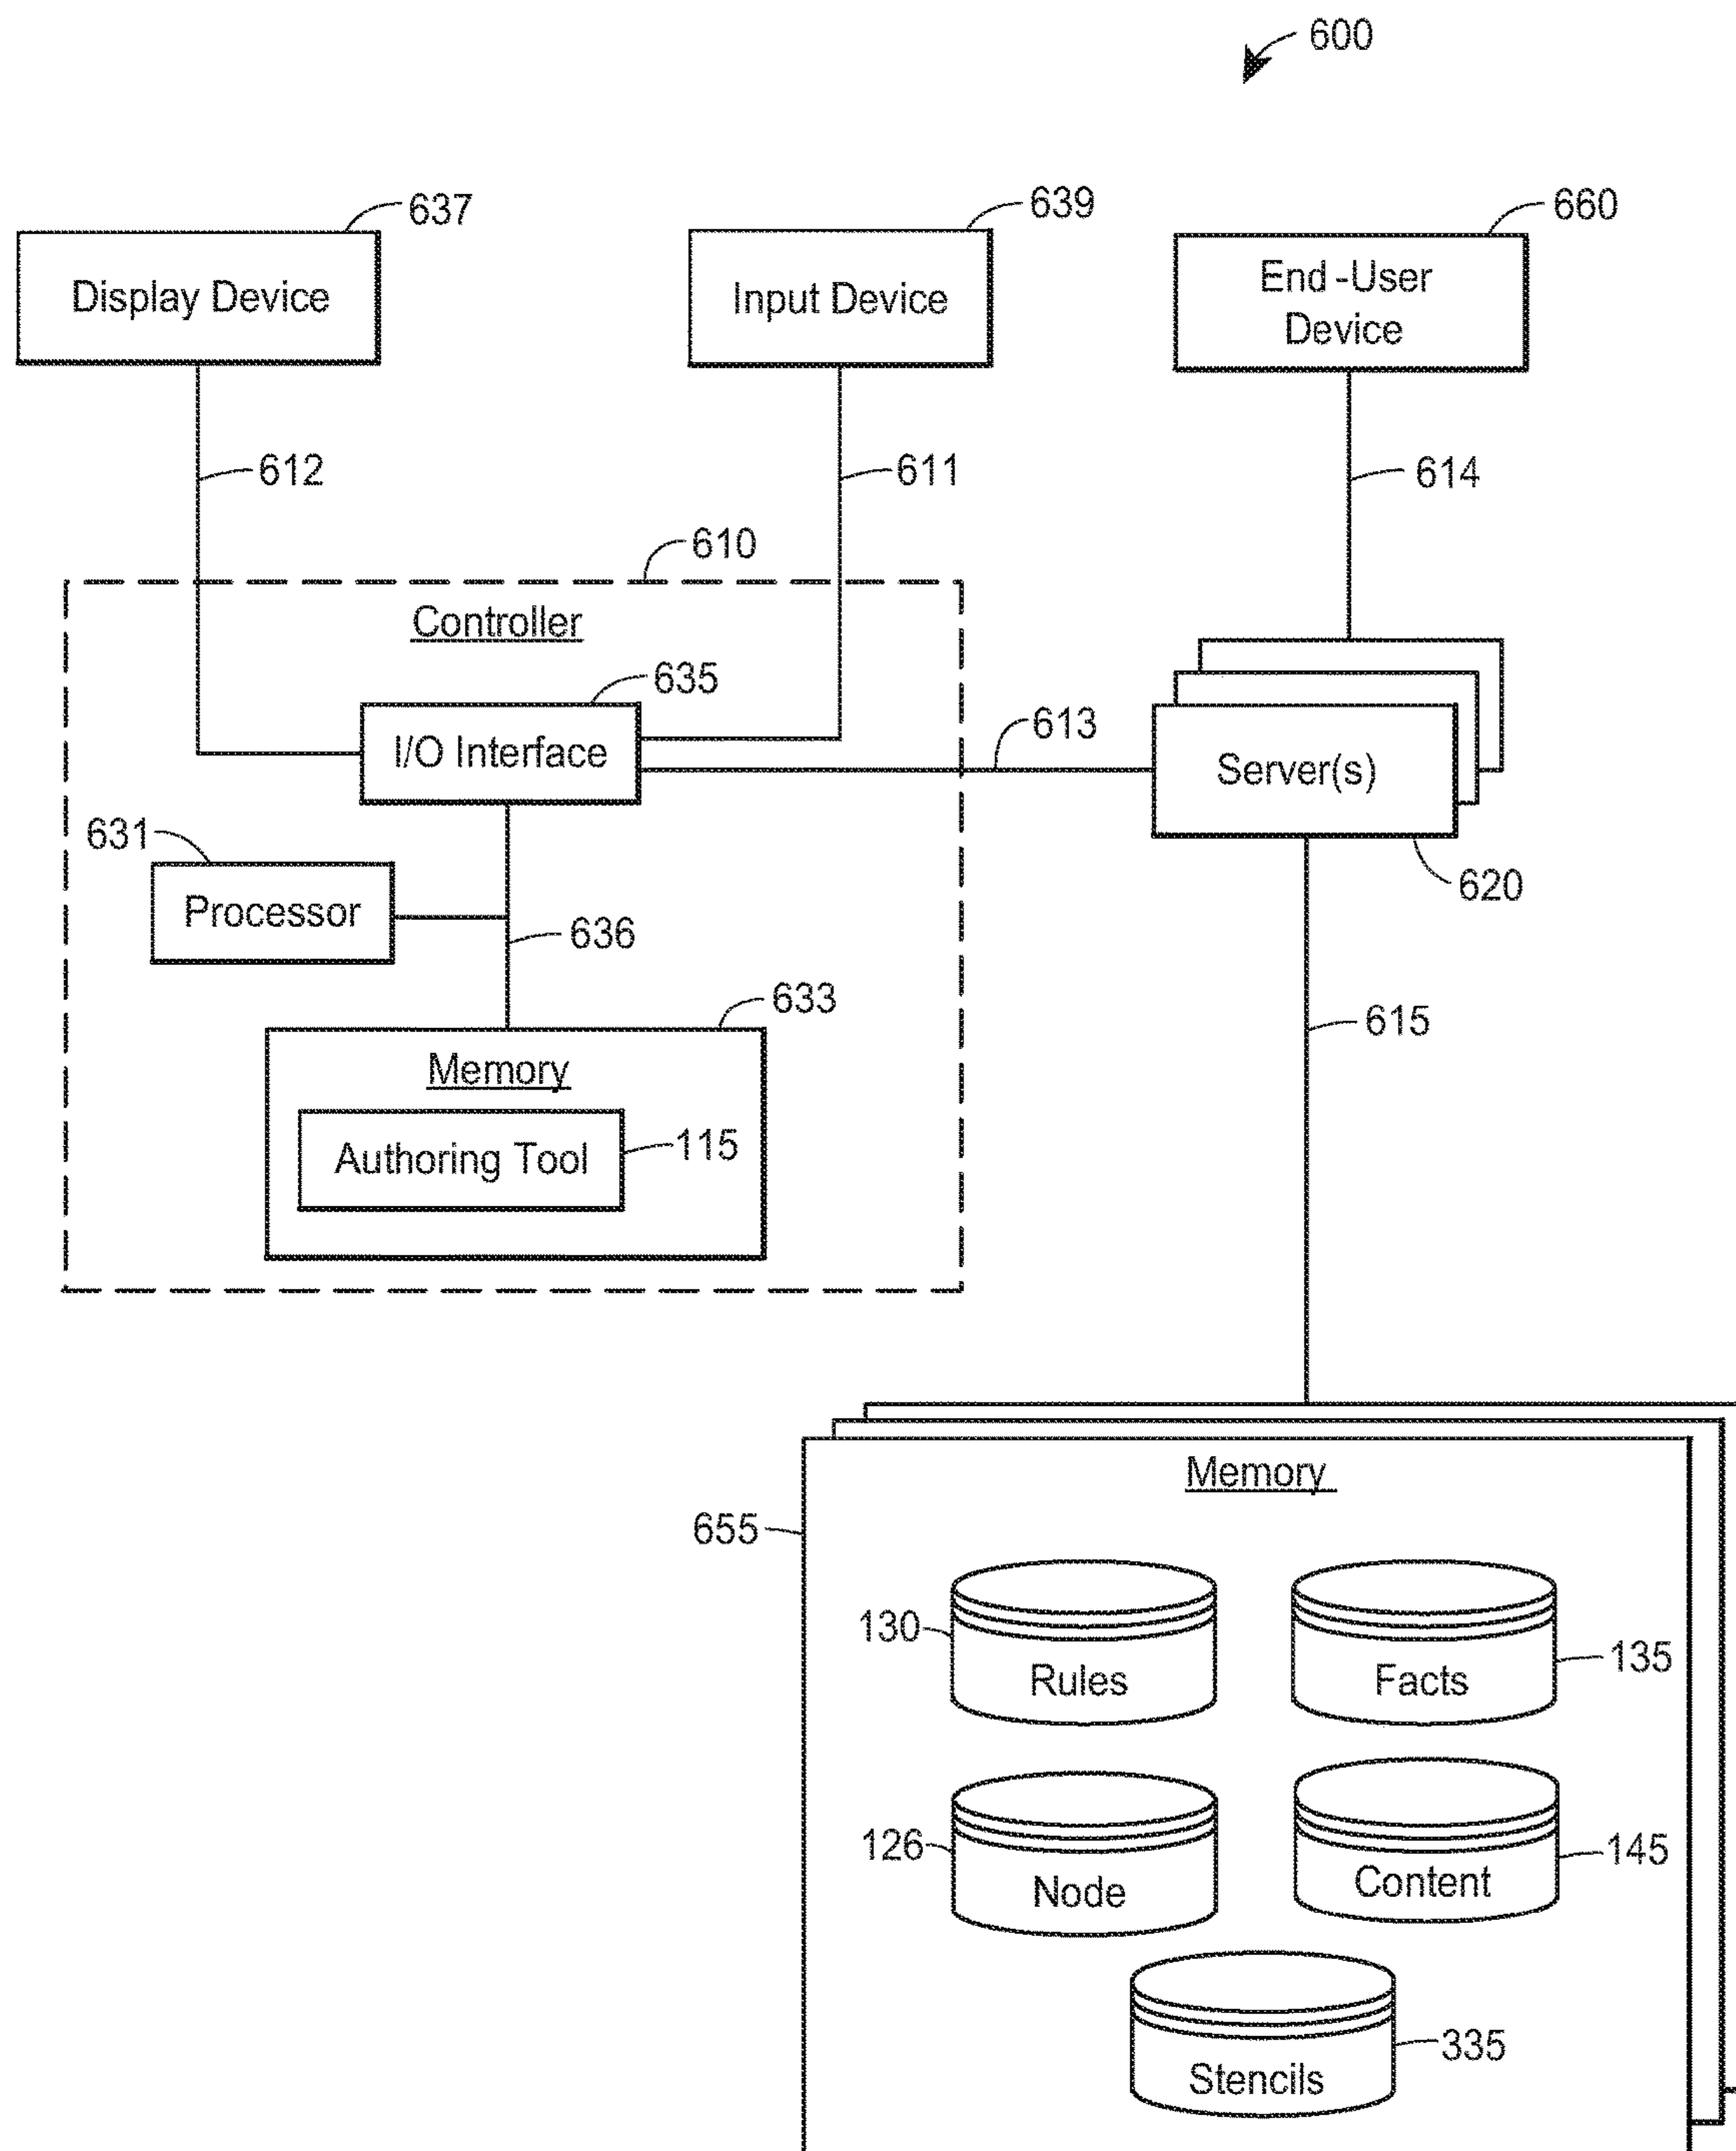 600
637
639
660
Display Device
Input Device
End-User
Device
612
611
614
610
Controller
635
I/O Interface
613
Server(s)
631
620
Processor
636
633
615
Memory
Authoring Tool
115
Memory
655
130
Rules
Facts
135
126
Node
Content
145
Stencils
335